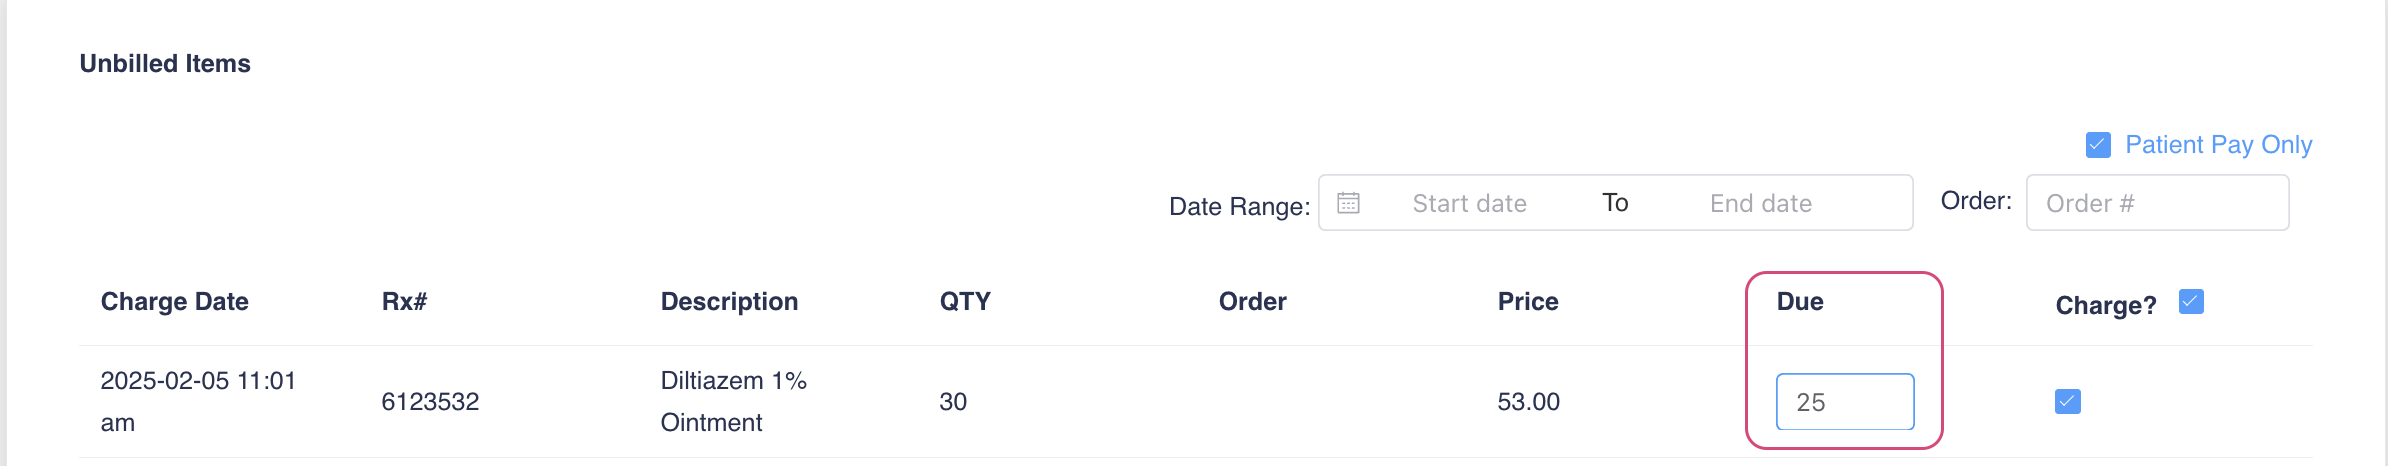 Unbilled Items
Patient Pay Only
Date Range: Start date To End date Order: Order #
Charge Date Rx# Description QTY Order Price Due Charge?
2025-02-05 11:01 am 6123532 Diltiazem 1% Ointment 30 53.00 25